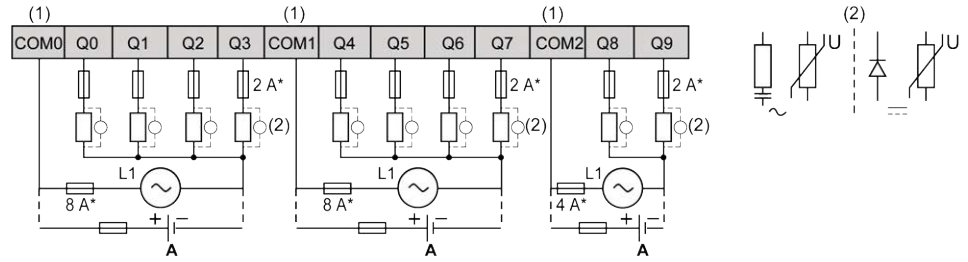 (1) (1) (1) (2)
COM0 Q0 Q1 Q2 Q3 COM1 Q4 Q5 Q6 Q7 COM2 Q8 Q9
U U
2 A* 2 A* 2 A*
(2) (2) (2)
L1 L1 L1
8 A* 8 A* 4 A*
+ − + − + −
A A A